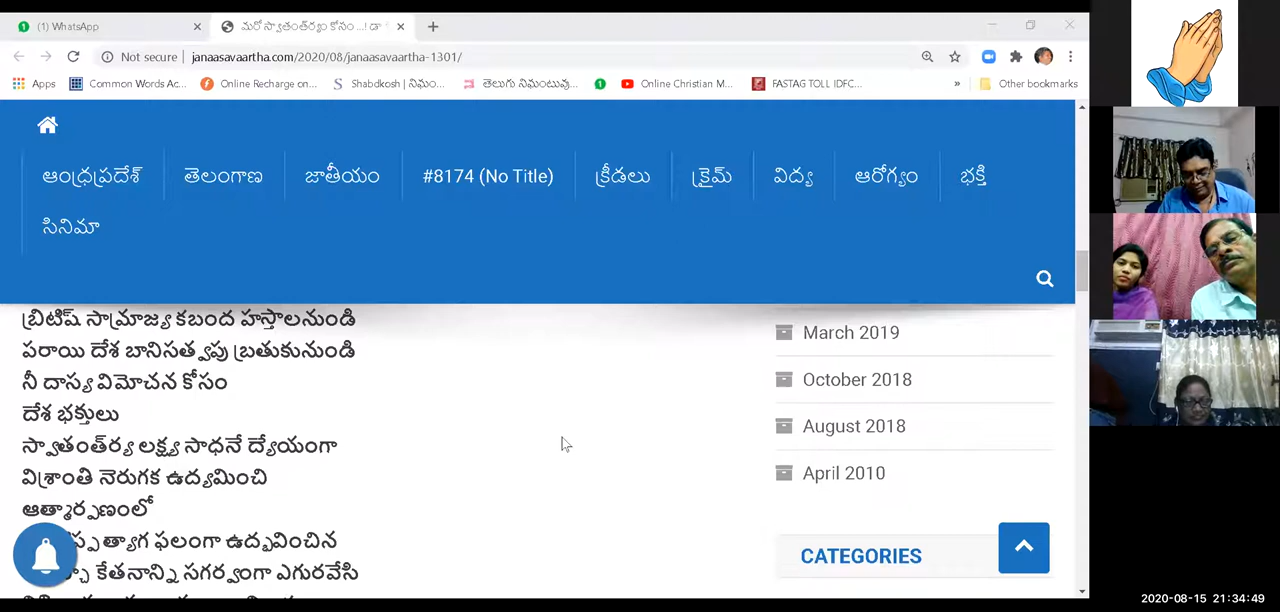 (1) WhatsApp
మరో స్వాతంత్ర్యం కోసం ...! డా
Not secure
janaasavaartha.com/2020/08/janaasavaartha-1301/
Apps
Common Words Ac...
Online Recharge on...
Shabdkosh | నిఘం...
తెలుగు నిఘంటువు...
Online Christian M...
FASTAG TOLL IDFC...
»
Other bookmarks
ఆంధ్రప్రదేశ్
తెలంగాణ
జాతీయం
#8174 (No Title)
క్రీడలు
క్రైమ్
విద్య
ఆరోగ్యం
భక్తి
సినిమా
బ్రిటిష్ సామ్రాజ్య కబంద హస్తాలనుండి
పరాయి దేశ బానిసత్వపు బ్రతుకునుండి
నీ దాస్య విమోచన కోసం
దేశ భక్తులు
స్వాతంత్ర్య లక్ష్య సాధనే ద్యేయంగా
విశ్రాంతి నెరుగక ఉద్యమించి
ఆత్మార్పణంలో
త్యాగ ఫలంగా ఉద్భవించిన
కేతనాన్ని సగర్వంగా ఎగురవేసి
March 2019
October 2018
August 2018
April 2010
CATEGORIES
2020-08-15 21:34:49